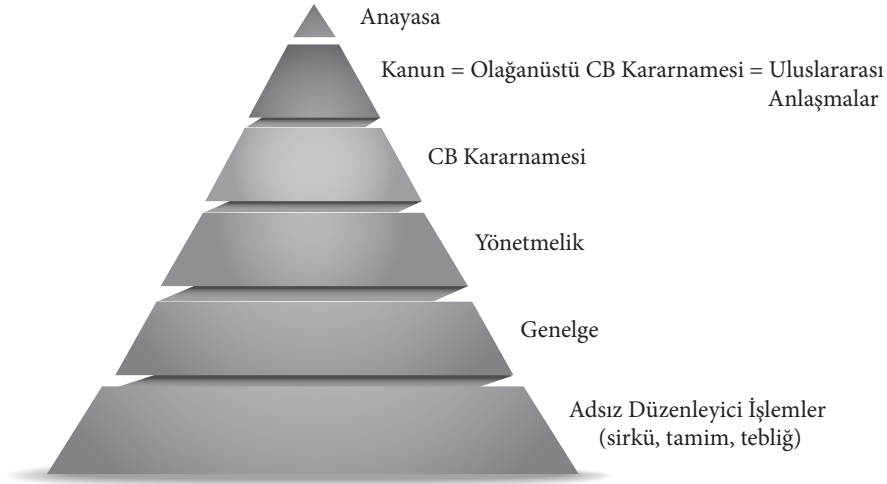 Anayasa
Kanun = Olağanüstü CB Kararnamesi = Uluslararası
Anlaşmalar
CB Kararnamesi
Yönetmelik
Genelge
Adsız Düzenleyici İşlemler
(sirkü, tamim, tebliğ)